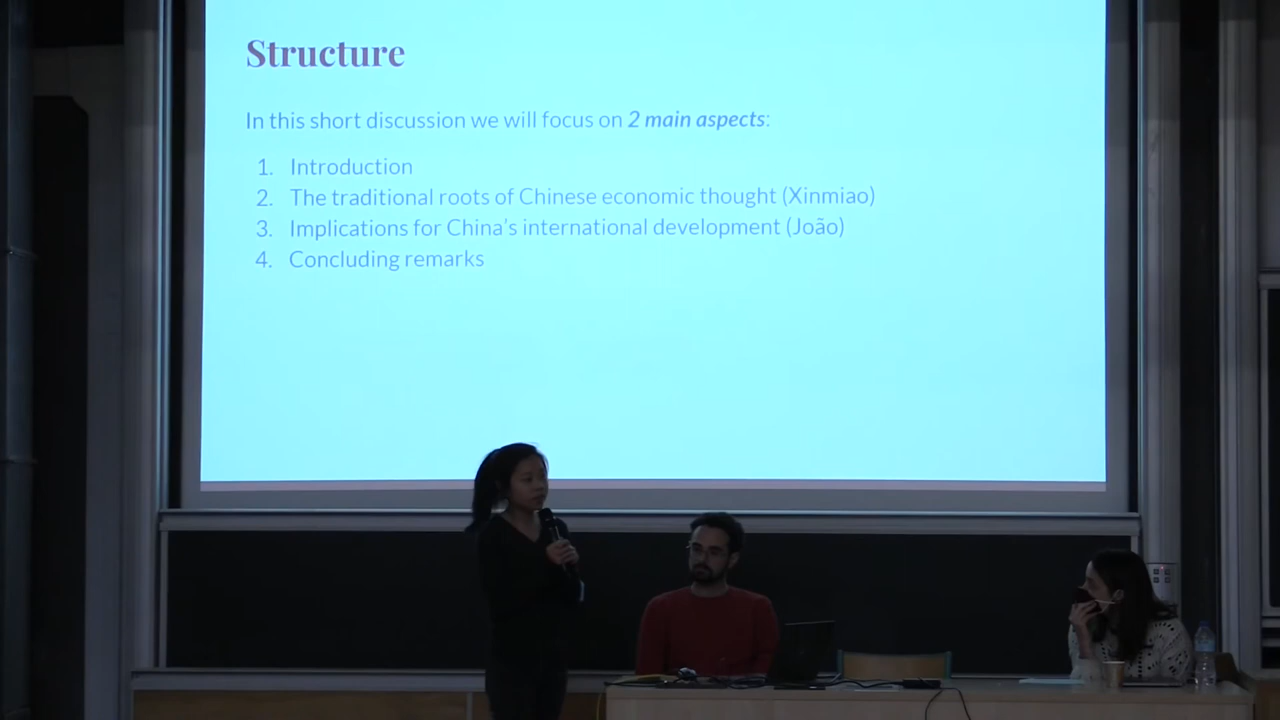 Structure
In this short discussion we will focus on 2 main aspects:
1. Introduction
2. The traditional roots of Chinese economic thought (Xinmiao)
3. Implications for China's international development (João)
4. Concluding remarks